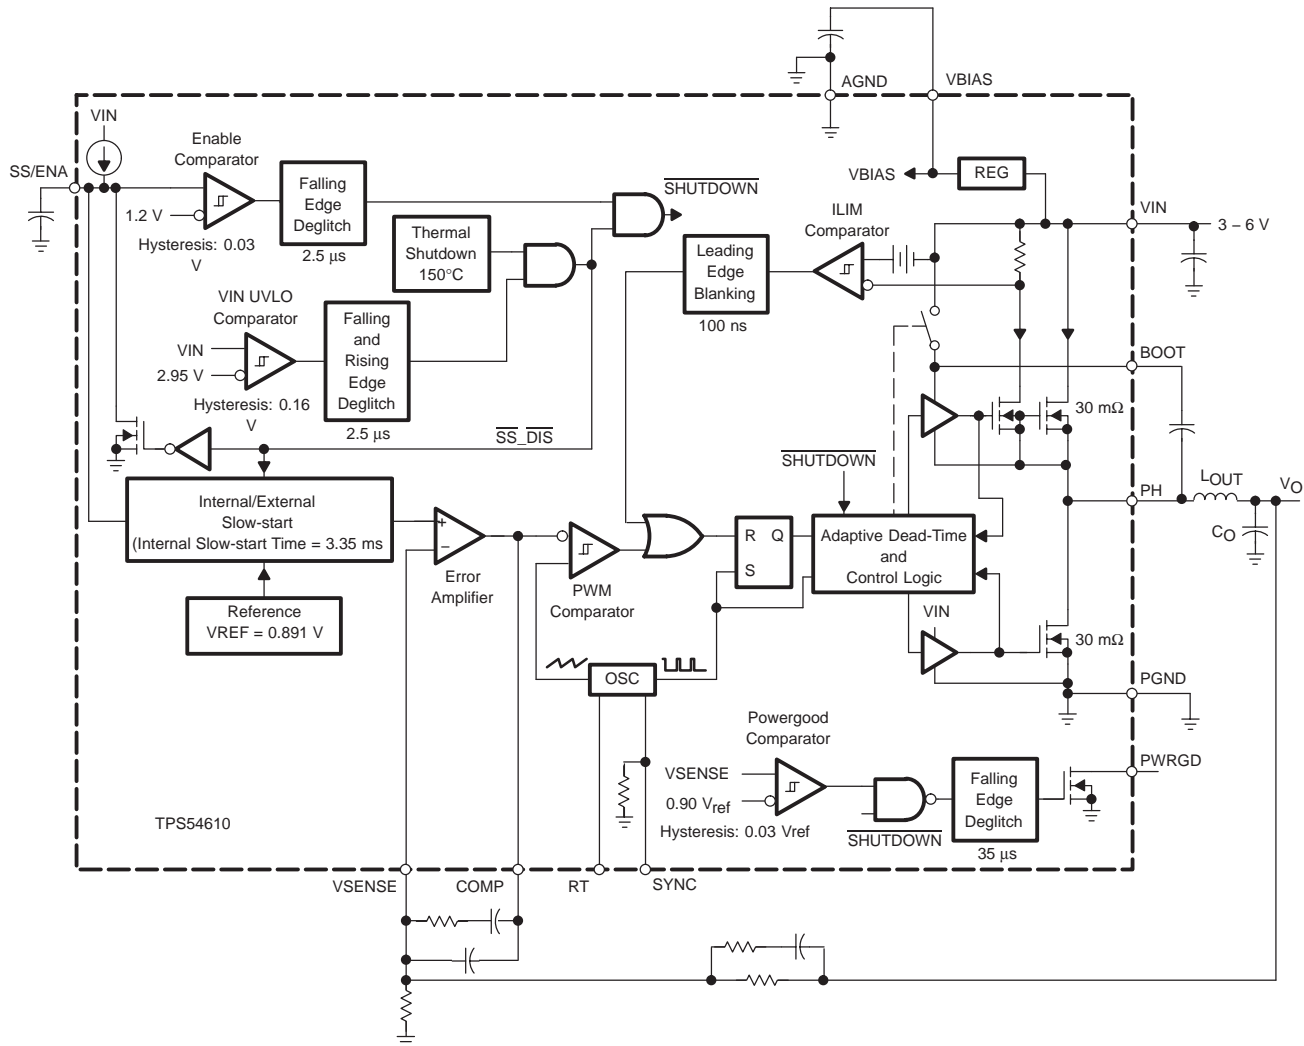 AGND
VBIAS
VIN
Enable
Comparator
SS/ENA
1.2 V
Hysteresis: 0.03
V
Falling
Edge
Deglitch
2.5 μs
SHUTDOWN
VBIAS
REG
VIN
3 – 6 V
Thermal
Shutdown
150°C
ILIM
Comparator
Leading
Edge
Blanking
100 ns
VIN UVLO
Comparator
VIN
2.95 V
Hysteresis: 0.16
V
Falling
and
Rising
Edge
Deglitch
2.5 μs
BOOT
30 mΩ
SS_DIS
SHUTDOWN
PH
LOUT
VO
CO
Internal/External
Slow-start
(Internal Slow-start Time = 3.35 ms
+
−
Error
Amplifier
PWM
Comparator
R Q
S
Adaptive Dead-Time
and
Control Logic
Reference
VREF = 0.891 V
VIN
30 mΩ
OSC
PGND
Powergood
Comparator
VSENSE
0.90 Vref
Hysteresis: 0.03 Vref
SHUTDOWN
Falling
Edge
Deglitch
35 μs
PWRGD
TPS54610
VSENSE
COMP
RT
SYNC